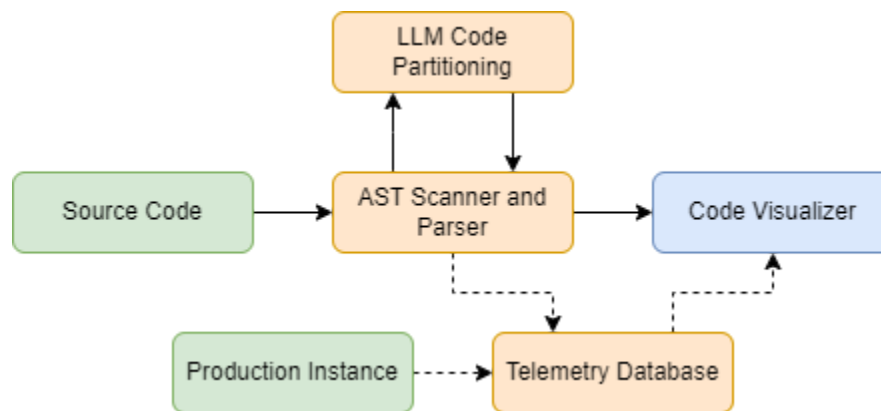 LLM Code
Partitioning
Source Code
AST Scanner and
Parser
Code Visualizer
Production Instance
Telemetry Database